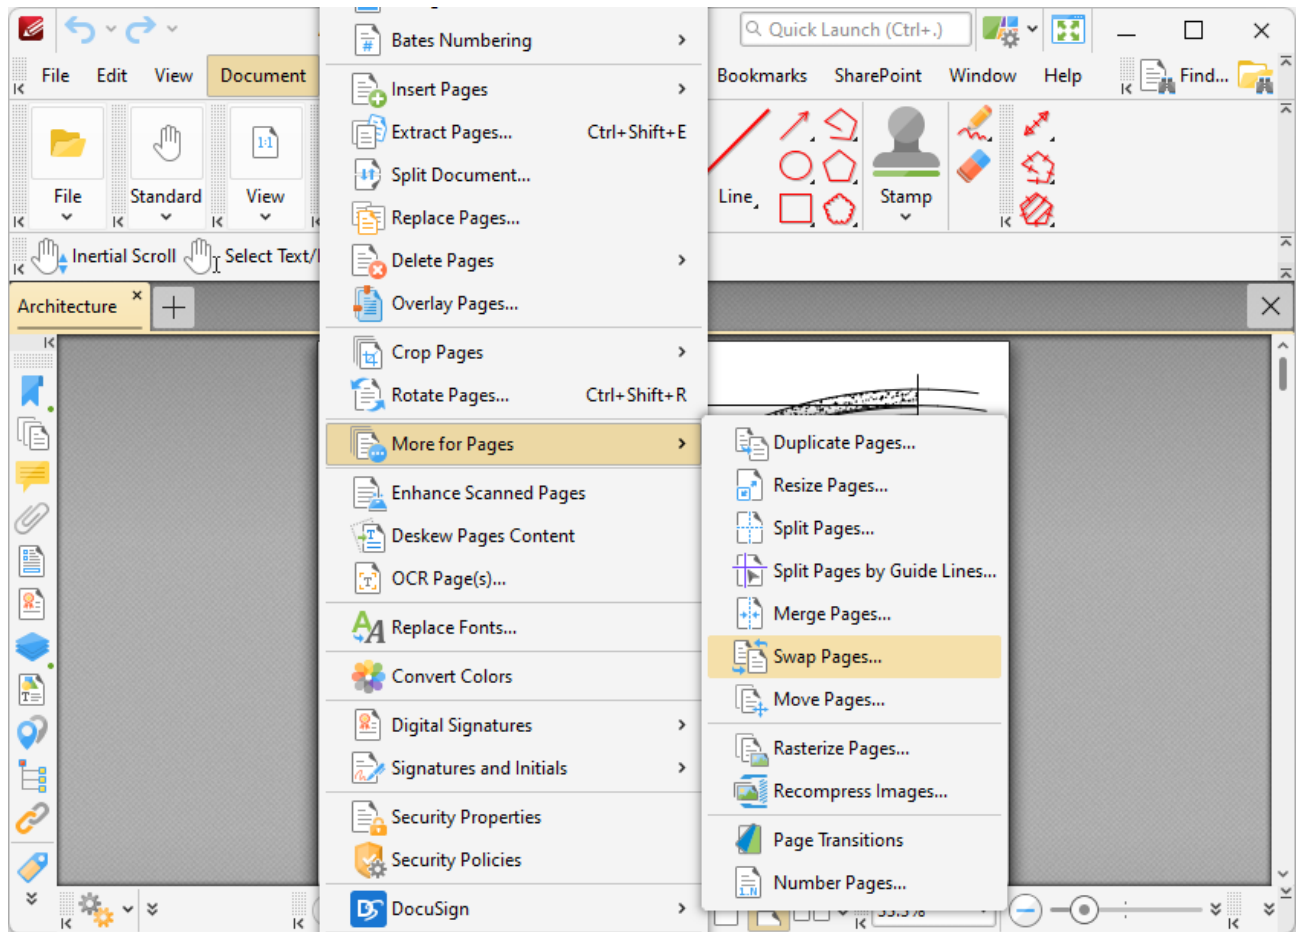 Quick Launch (Ctrl+.)
File
Edit
View
Document
Bookmarks
SharePoint
Window
Help
Find...
File
Standard
1:1
View
Line
Stamp
Inertial Scroll
Select Text/
Architecture
Bates Numbering
Insert Pages
Extract Pages... Ctrl+Shift+E
Split Document...
Replace Pages...
Delete Pages
Overlay Pages...
Crop Pages
Rotate Pages... Ctrl+Shift+R
More for Pages
Enhance Scanned Pages
Deskew Pages Content
OCR Page(s)...
Replace Fonts...
Convert Colors
Digital Signatures
Signatures and Initials
Security Properties
Security Policies
DocuSign
Duplicate Pages...
Resize Pages...
Split Pages...
Split Pages by Guide Lines...
Merge Pages...
Swap Pages...
Move Pages...
Rasterize Pages...
Recompress Images...
Page Transitions
Number Pages...